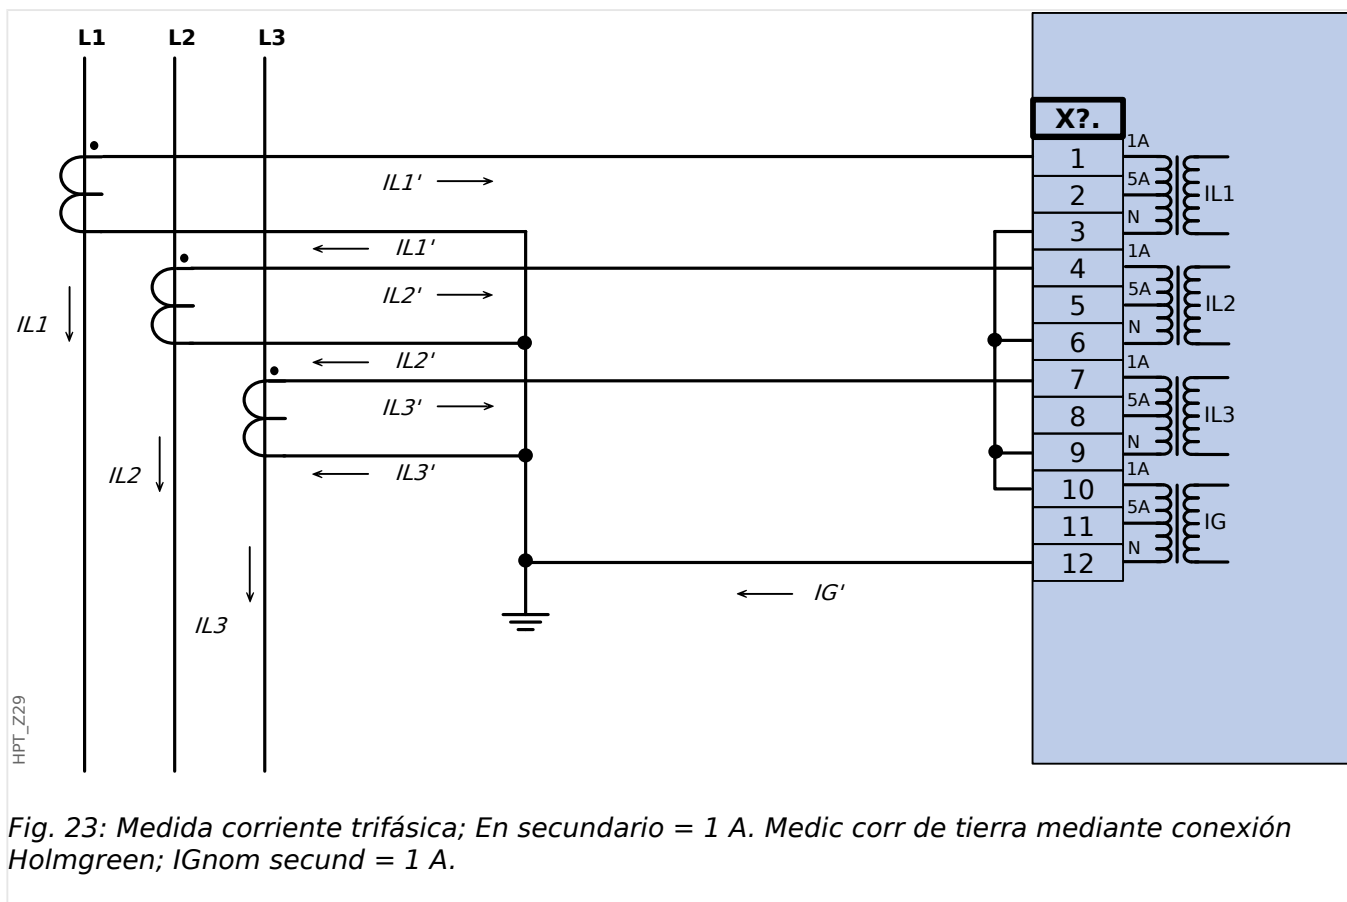 L1 L2 L3
X?.
1 1A
2 5A IL1
3 N
4 1A
5 5A IL2
6 N
7 1A
8 5A IL3
9 N
10 1A
11 5A IG
12 N
IL1'
IL1'
IL2'
IL1
IL2'
IL3'
IL2
IL3'
IG'
IL3
HPT_Z29
Fig. 23: Medida corriente trifásica; En secundario = 1 A. Medic corr de tierra mediante conexión
Holmgreen; IGnom secund = 1 A.